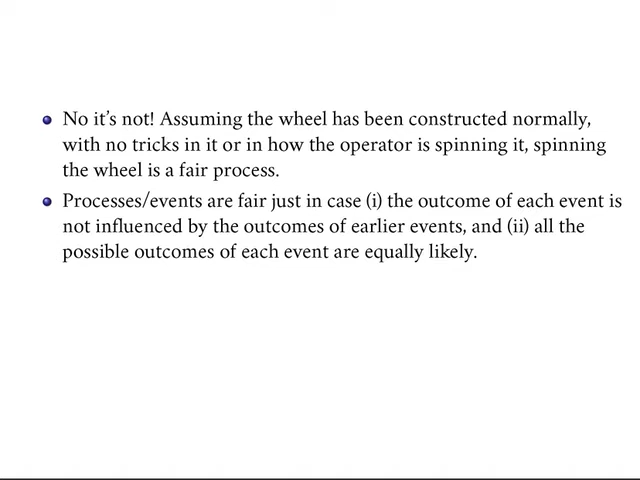 No it's not! Assuming the wheel has been constructed normally,
with no tricks in it or in how the operator is spinning it, spinning
the wheel is a fair process.
Processes/events are fair just in case (i) the outcome of each event is
not influenced by the outcomes of earlier events, and (ii) all the
possible outcomes of each event are equally likely.